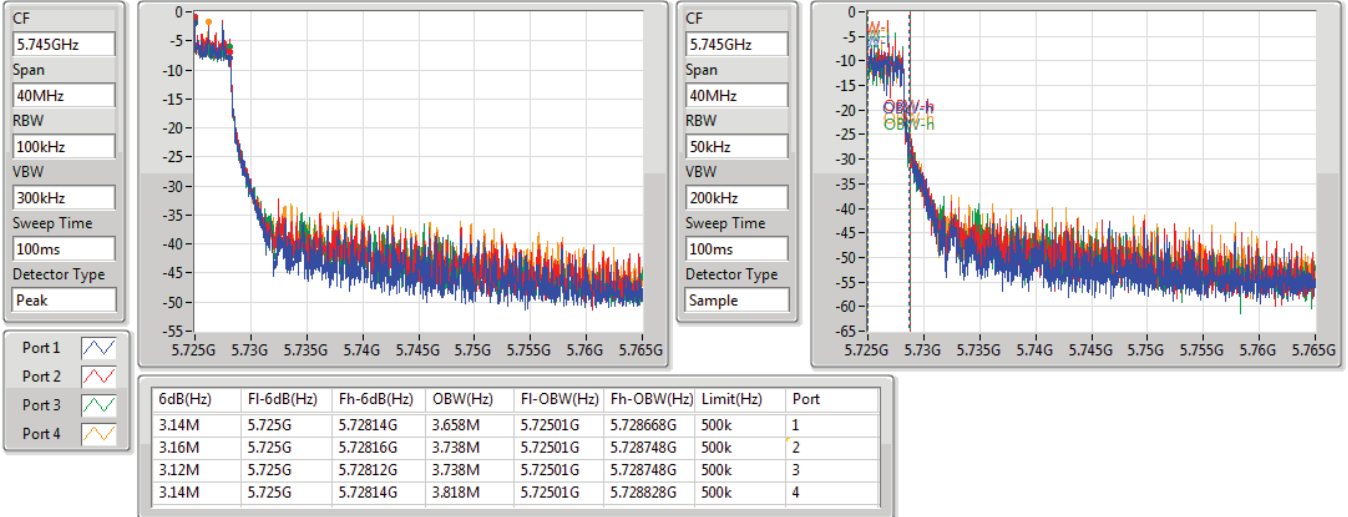 CF
5.745GHz
Span
40MHz
RBW
100kHz
VBW
300kHz
Sweep Time
100ms
Detector Type
Peak
0
-5
-10
-15
-20
-25
-30
-35
-40
-45
-50
-55
5.725G 5.73G 5.735G 5.74G 5.745G 5.75G 5.755G 5.76G 5.765G
CF
5.745GHz
Span
40MHz
RBW
50kHz
VBW
200kHz
Sweep Time
100ms
Detector Type
Sample
0
-5
-10
-15
-20
-25
-30
-35
-40
-45
-50
-55
-60
-65
OBW-h
OBW-h
5.725G 5.73G 5.735G 5.74G 5.745G 5.75G 5.755G 5.76G 5.765G
Port 1
Port 2
Port 3
Port 4
6dB(Hz) Fl-6dB(Hz) Fh-6dB(Hz) OBW(Hz) Fl-OBW(Hz) Fh-OBW(Hz) Limit(Hz) Port
3.14M 5.725G 5.72814G 3.658M 5.72501G 5.728668G 500k 1
3.16M 5.725G 5.72816G 3.738M 5.72501G 5.728748G 500k 2
3.12M 5.725G 5.72812G 3.738M 5.72501G 5.728748G 500k 3
3.14M 5.725G 5.72814G 3.818M 5.72501G 5.728828G 500k 4